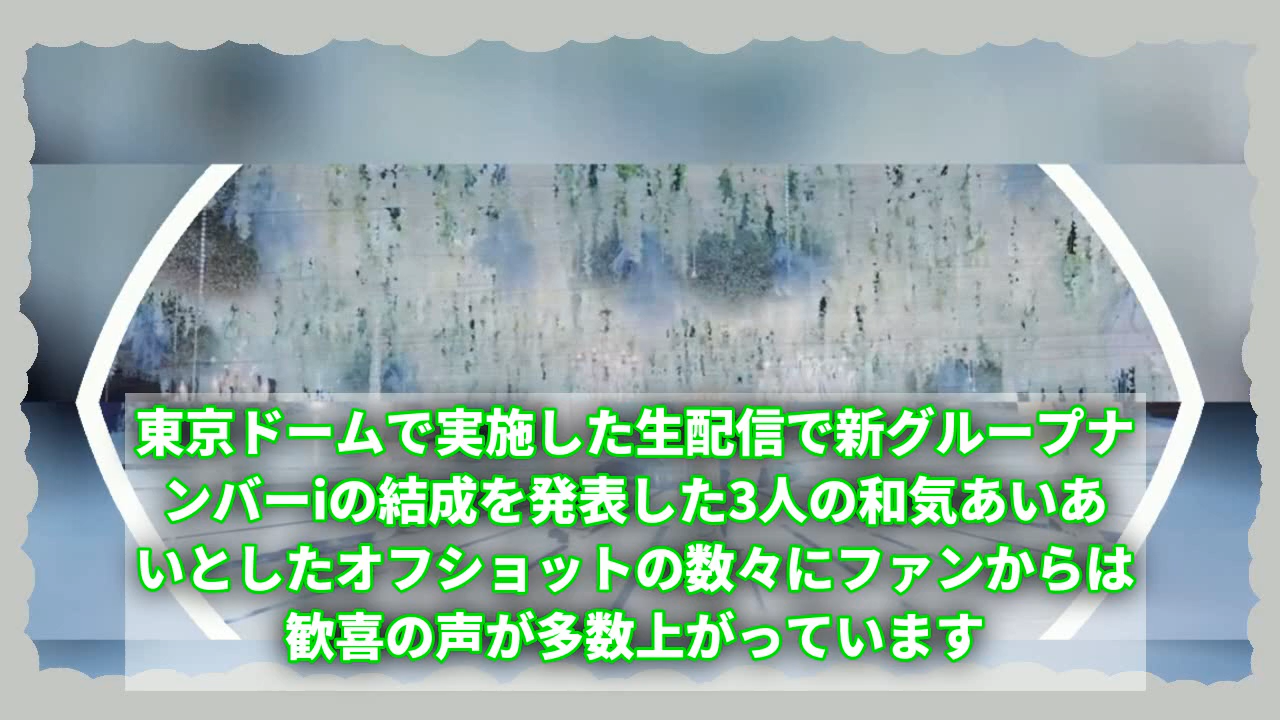 東京ドームで実施した生配信で新グループナ
ンバーiの結成を発表した3人の和気あいあ
いとしたオフショットの数々にファンからは
歓喜の声が多数上がっています